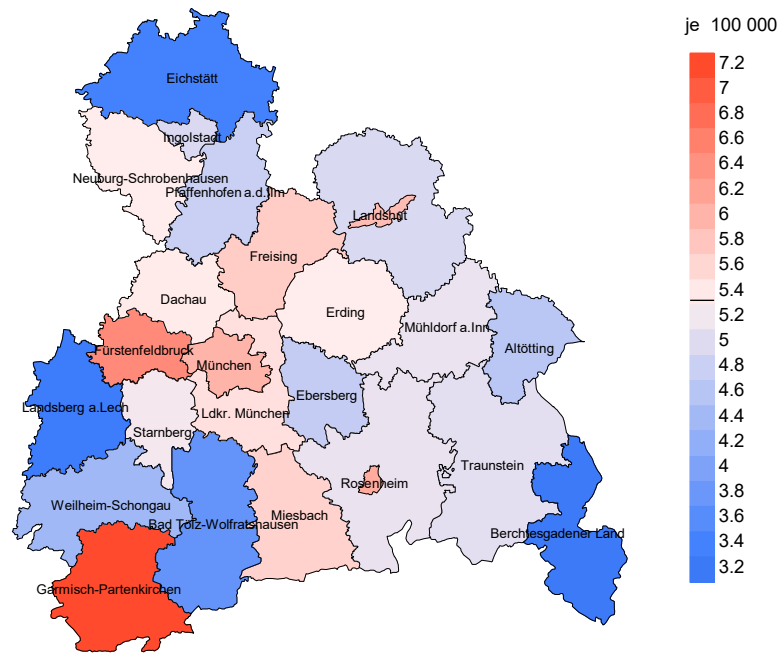 je 100 000
7.2
7
6.8
6.6
6.4
6.2
6
5.8
5.6
5.4
5.2
5
4.8
4.6
4.4
4.2
4
3.8
3.6
3.4
3.2
Eichstätt
Ingolstadt
Neuburg-Schrobenhausen
Pfaffenhofen a.d.Ilm
Landshut
Freising
Dachau
Erding
Mühldorf a.Inn
Altötting
Fürstenfeldbruck
München
Ebersberg
Landsberg a.Lech
Ldkr. München
Starnberg
Traunstein
Rosenheim
Weilheim-Schongau
Miesbach
Bad Tölz-Wolfratshausen
Berchtesgadener Land
Garmisch-Partenkirchen